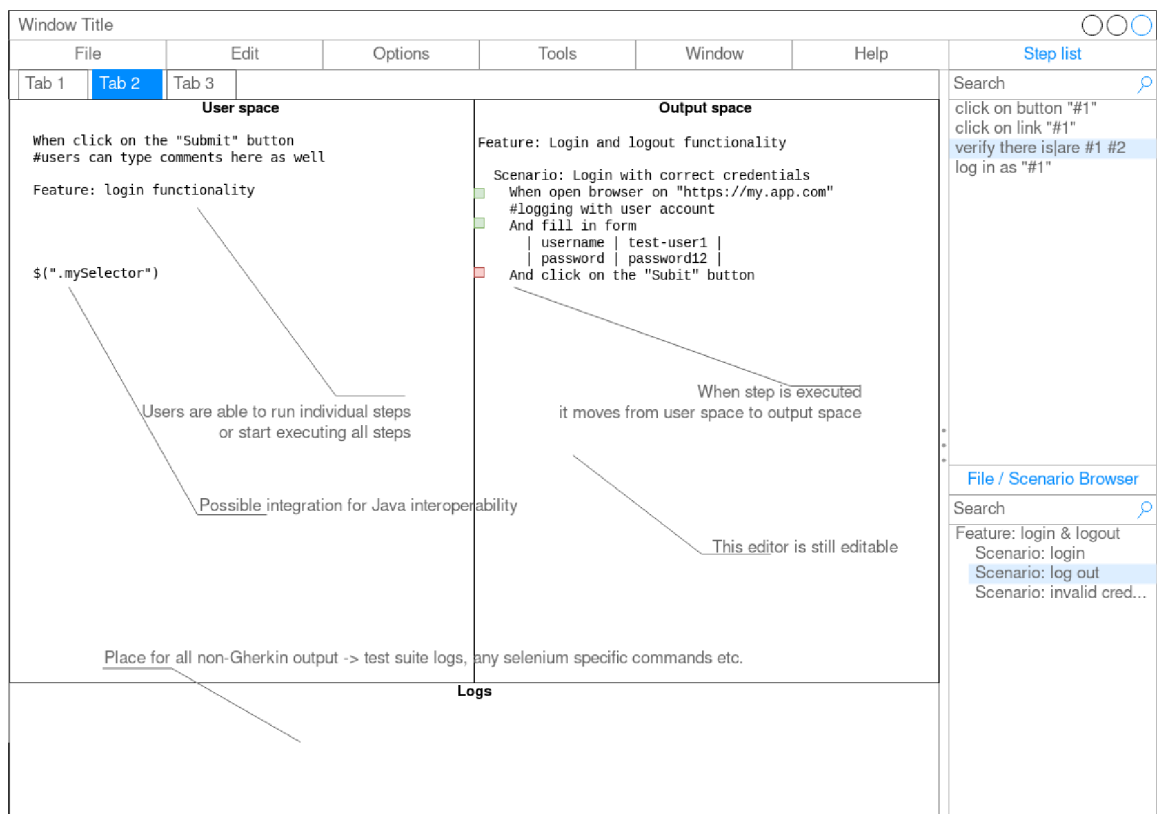 Window Title
File
Edit
Options
Tools
Window
Help
Step list
Tab 1
Tab 2
Tab 3
Search
User space
Output space
click on button "#1"
click on link "#1"
verify there is|are #1 #2
log in as "#1"
When click on the "Submit" button
#users can type comments here as well
Feature: login functionality
$(".mySelector")
Feature: Login and logout functionality
Scenario: Login with correct credentials
When open browser on "https://my.app.com"
#logging with user account
And fill in form
| username | test-user1 |
| password | password12 |
And click on the "Subit" button
Users are able to run individual steps
or start executing all steps
When step is executed
it moves from user space to output space
Possible integration for Java interoperability
This editor is still editable
File / Scenario Browser
Search
Feature: login & logout
Scenario: login
Scenario: log out
Scenario: invalid cred...
Place for all non-Gherkin output -> test suite logs, any selenium specific commands etc.
Logs